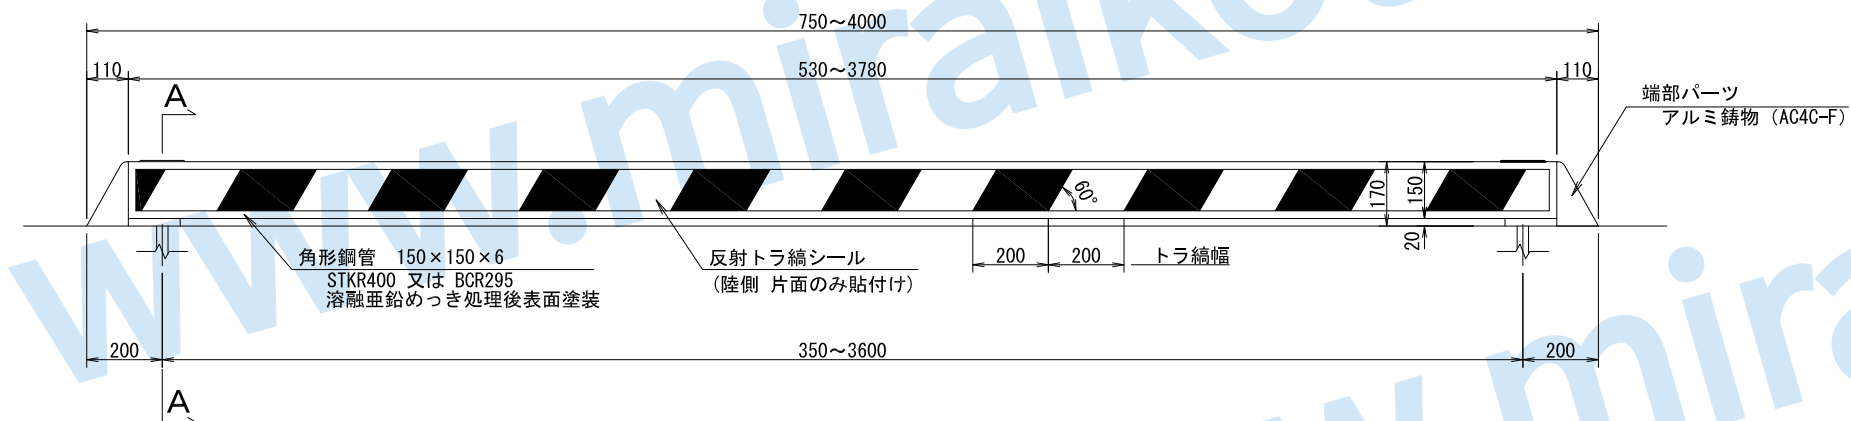 www.miraikoo
750～4000
110
530～3780
110
A
端部パーツ
アルミ鋳物 (AC4C-F)
60°
170
150
20
角形鋼管 150×150×6
STKR400 又は BCR295
溶融亜鉛めっき処理後表面塗装
反射トラ縞シール
(陸側 片面のみ貼付け)
200
200
トラ縞幅
200
350～3600
200
A
www.mira